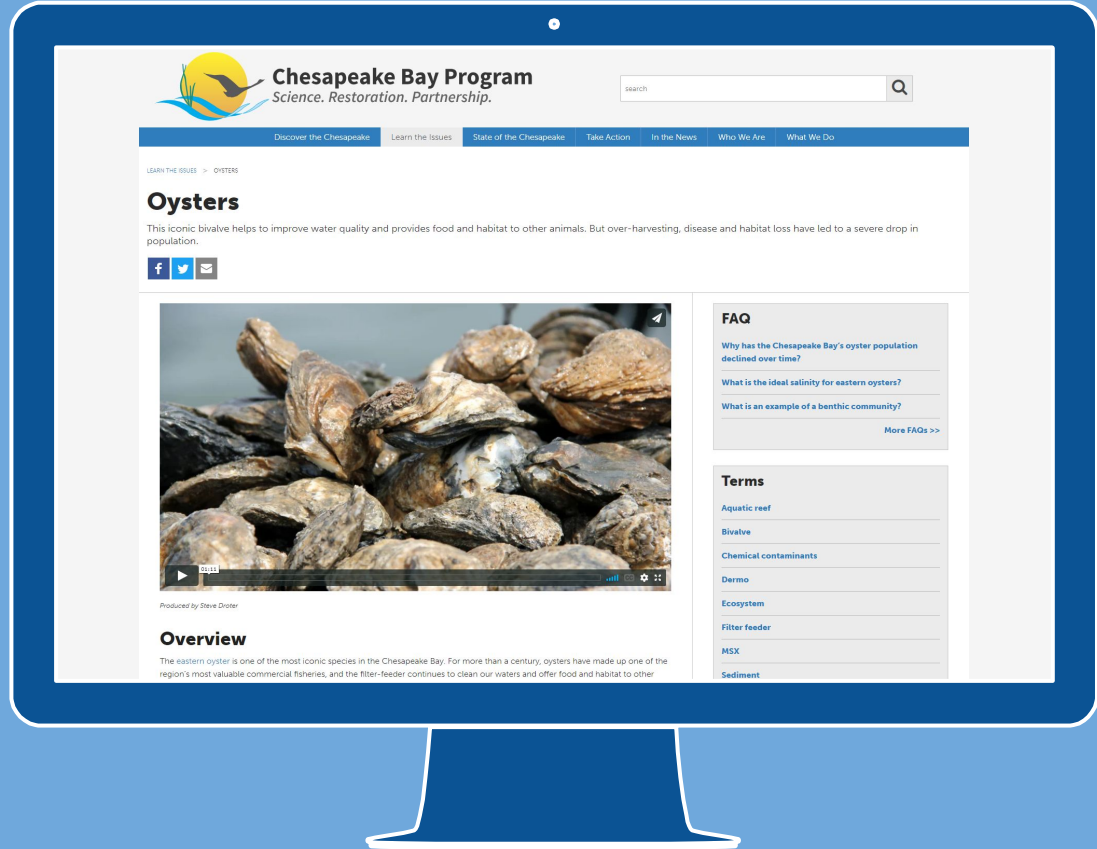 Chesapeake Bay Program
Science. Restoration. Partnership.
search
Discover the Chesapeake
Learn the Issues
State of the Chesapeake
Take Action
In the News
Who We Are
What We Do
LEARN THE ISSUES > OYSTERS
Oysters
This iconic bivalve helps to improve water quality and provides food and habitat to other animals. But over-harvesting, disease and habitat loss have led to a severe drop in
population.
01:11
Produced by Steve Droter
Overview
The eastern oyster is one of the most iconic species in the Chesapeake Bay. For more than a century, oysters have made up one of the
region's most valuable commercial fisheries, and the filter-feeder continues to clean our waters and offer food and habitat to other
FAQ
Why has the Chesapeake Bay's oyster population
declined over time?
What is the ideal salinity for eastern oysters?
What is an example of a benthic community?
More FAQs >>
Terms
Aquatic reef
Bivalve
Chemical contaminants
Dermo
Ecosystem
Filter feeder
MSX
Sediment